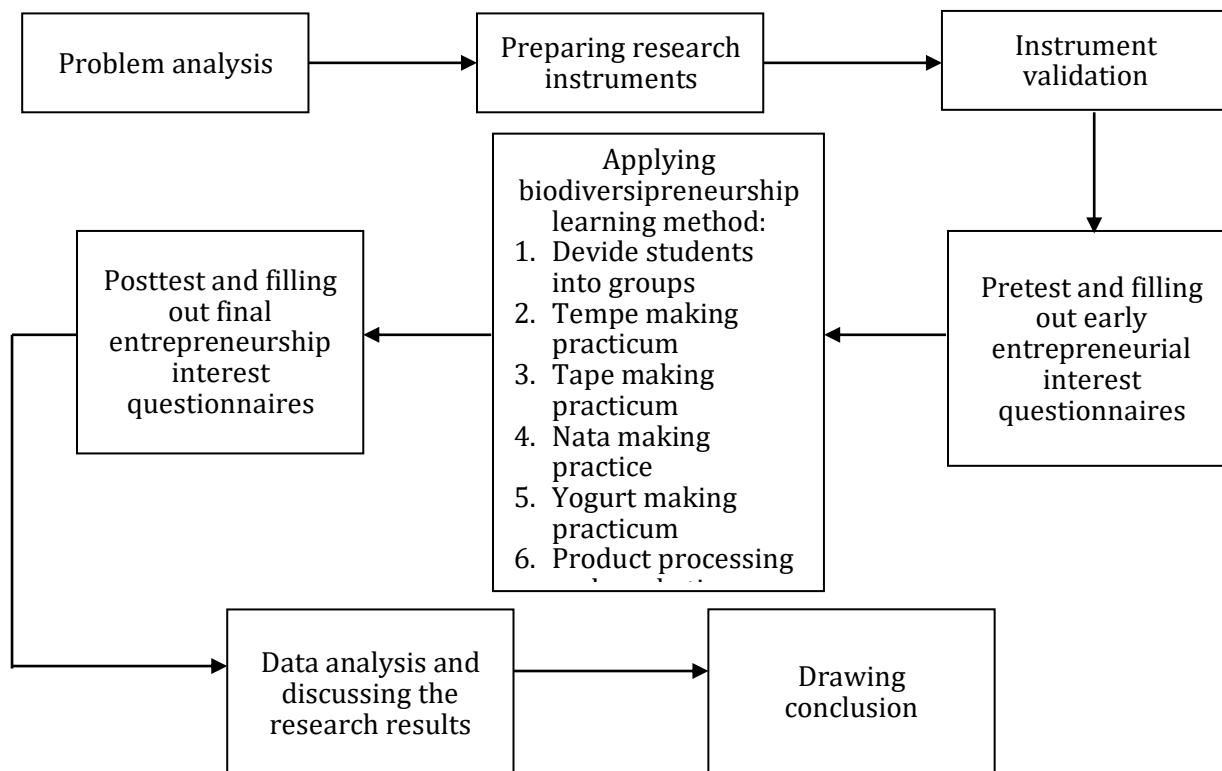 Problem analysis
Preparing research
instruments
Instrument
validation
Pretest and filling
out early
entrepreneurial
interest
questionnaires
Applying
biodiversipreneurship
learning method:
1. Devide students
into groups
2. Tempe making
practicum
3. Tape making
practicum
4. Nata making
practice
5. Yogurt making
practicum
6. Product processing
Posttest and filling
out final
entrepreneurship
interest
questionnaires
Data analysis and
discussing the
research results
Drawing
conclusion